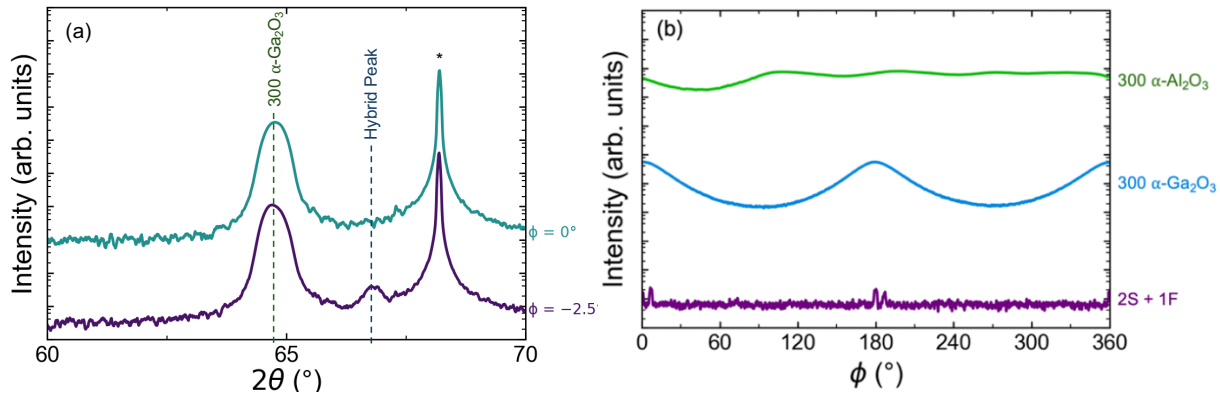 (a)
Intensity (arb. units)
300 α-Ga2O3
Hybrid Peak
*
ϕ = 0°
ϕ = −2.5°
60
65
70
2θ (°)
(b)
Intensity (arb. units)
300 α-Al2O3
300 α-Ga2O3
2S + 1F
0
60
120
180
240
300
360
ϕ (°)